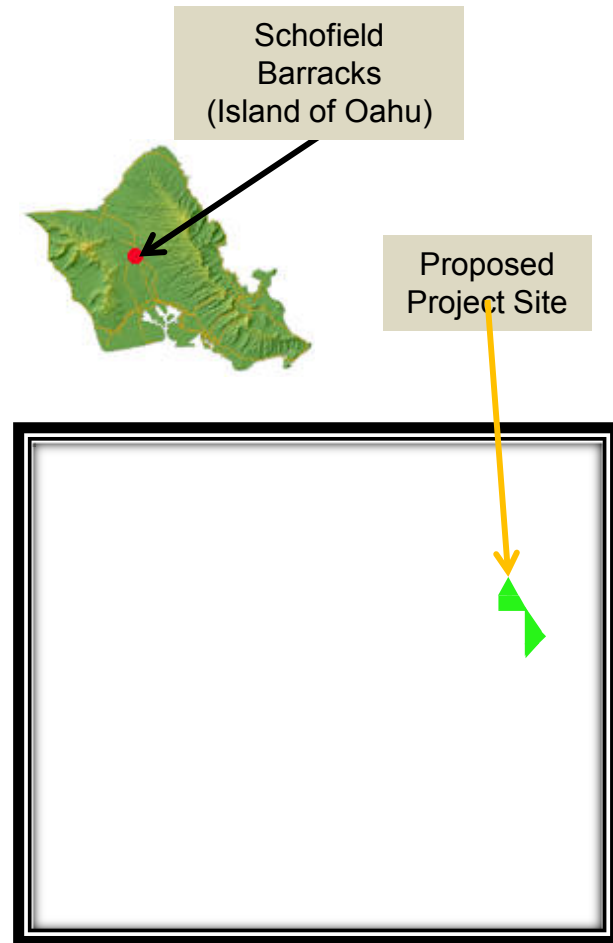 Schofield
Barracks
(Island of Oahu)
Proposed
Project Site